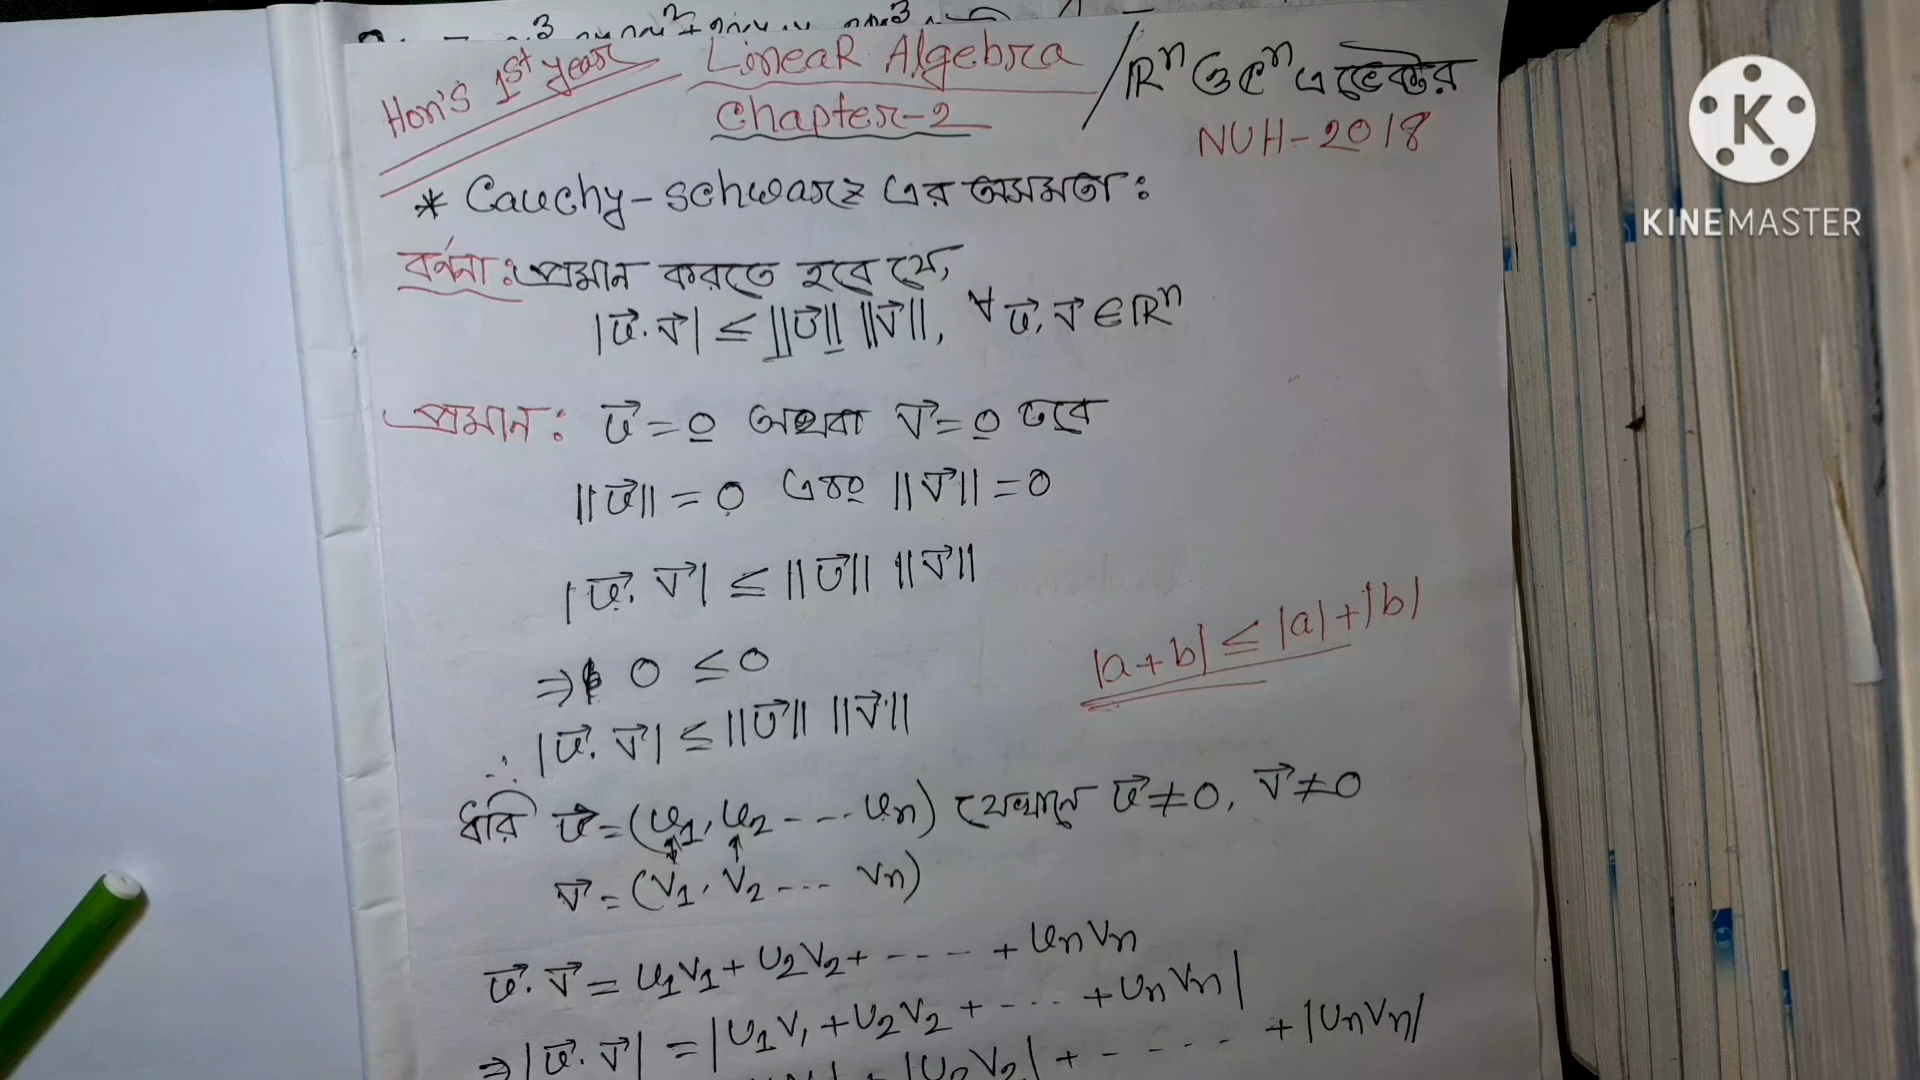 Hon's 1st year
Linear Algebra / ℝⁿ ও ℂⁿ এ ভেক্টর
Chapter-2
NUH-2018
K
KINEMASTER
* Cauchy-Schwarz এর অসমতা:
বর্ণনা: প্রমান করতে হবে যে,
|u⃗. v⃗| ≤ ||u⃗|| ||v⃗||, ∀ u⃗, v⃗ ∈ ℝⁿ
প্রমান: u⃗ = 0 অথবা v⃗ = 0 তবে
||u⃗|| = 0 এবং ||v⃗|| = 0
|u⃗. v⃗| ≤ ||u⃗|| ||v⃗||
⇒ 0 ≤ 0
|a+b| ≤ |a|+|b|
∴ |u⃗. v⃗| ≤ ||u⃗|| ||v⃗||
ধরি u⃗ = (u₁, u₂ --- uₙ) যেখানে u⃗ ≠ 0, v⃗ ≠ 0
v⃗ = (v₁, v₂ --- vₙ)
u⃗. v⃗ = u₁v₁ + u₂v₂ + ---- + uₙvₙ
⇒ |u⃗. v⃗| = |u₁v₁ + u₂v₂ + --- + uₙvₙ|
|u₂v₂| + ---- + |uₙvₙ|